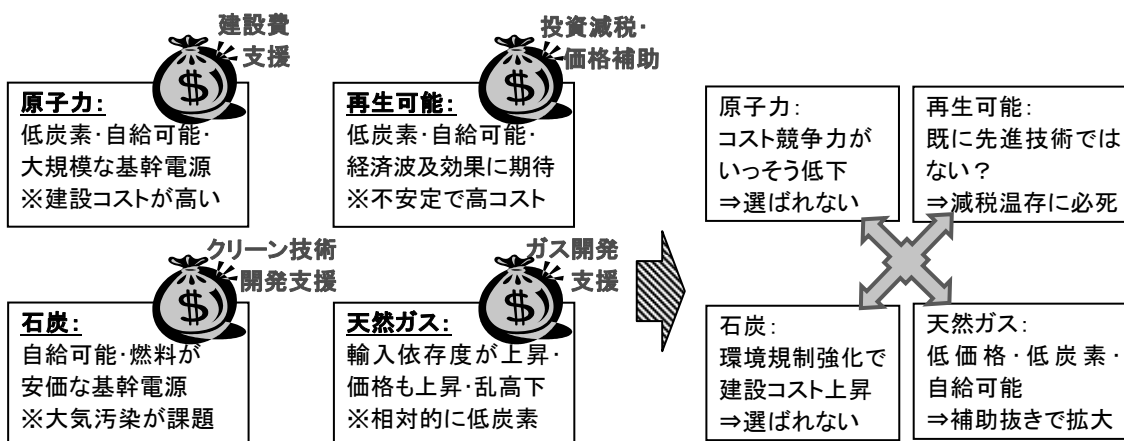 建設費
支援
$
原子力：
低炭素・自給可能・
大規模な基幹電源
※建設コストが高い
投資減税・
価格補助
$
再生可能：
低炭素・自給可能・
経済波及効果に期待
※不安定で高コスト
クリーン技術
開発支援
$
石炭：
自給可能・燃料が
安価な基幹電源
※大気汚染が課題
ガス開発
支援
$
天然ガス：
輸入依存度が上昇・
価格も上昇・乱高下
※相対的に低炭素
原子力：
コスト競争力が
いっそう低下
⇒選ばれない
再生可能：
既に先進技術では
ない？
⇒減税温存に必死
石炭：
環境規制強化で
建設コスト上昇
⇒選ばれない
天然ガス：
低価格・低炭素・
自給可能
⇒補助抜きで拡大